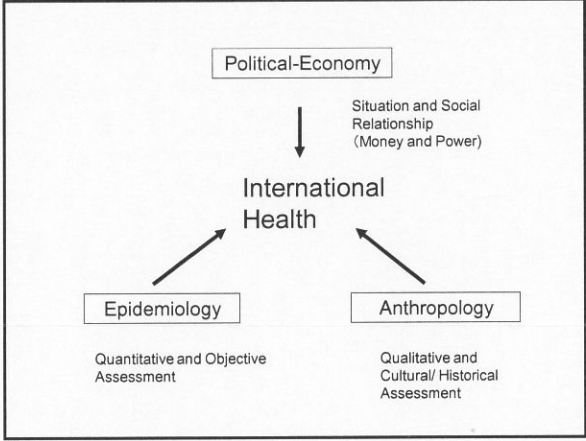 Political-Economy
Situation and Social
Relationship
(Money and Power)
International
Health
Epidemiology
Anthropology
Quantitative and Objective
Assessment
Qualitative and
Cultural/ Historical
Assessment